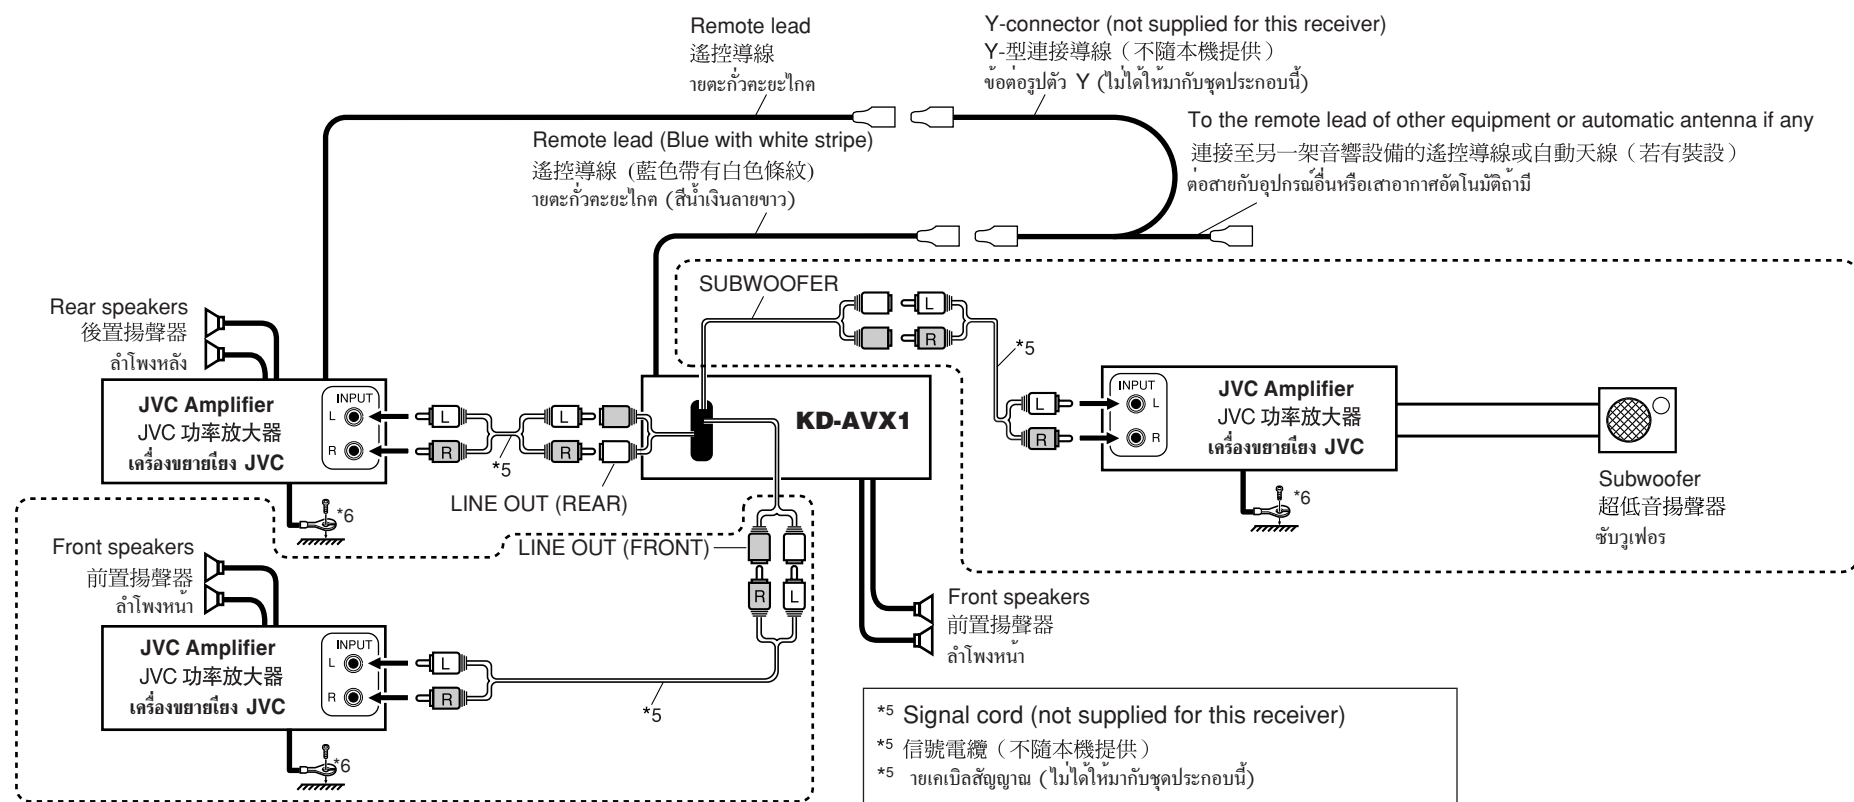 Remote lead
遙控導線
ายตะกั่วคะยะไกค
Y-connector (not supplied for this receiver)
Y-型連接導線（不隨本機提供）
ข้อต่อรูปตัว Y (ไม่ได้ให้มากับชุดประกอบนี้)
Remote lead (Blue with white stripe)
遙控導線 (藍色帶有白色條紋)
ายตะกั่วคะยะไกค (สีน้ำเงินลายขาว)
To the remote lead of other equipment or automatic antenna if any
連接至另一架音響設備的遙控導線或自動天線（若有裝設）
ต่อสายกับอุปกรณ์อื่นหรือเสาอากาศอัตโนมัติถ้ามี
SUBWOOFER
L
R
*5
Rear speakers
後置揚聲器
ลำโพงหลัง
JVC Amplifier
JVC 功率放大器
เครื่องขยายเียง JVC
INPUT
L
R
L
R
*5
L
R
LINE OUT (REAR)
*6
KD-AVX1
L
R
INPUT
L
R
JVC Amplifier
JVC 功率放大器
เครื่องขยายเียง JVC
*6
Subwoofer
超低音揚聲器
ซับวูเฟอร
LINE OUT (FRONT)
R
L
Front speakers
前置揚聲器
ลำโพงหน้า
JVC Amplifier
JVC 功率放大器
เครื่องขยายเียง JVC
INPUT
L
R
L
R
*5
*6
Front speakers
前置揚聲器
ลำโพงหน้า
*5 Signal cord (not supplied for this receiver)
*5 信號電纜（不隨本機提供）
*5 ายเคเบิลสัญญาณ (ไม่ได้ให้มากับชุดประกอบนี้)